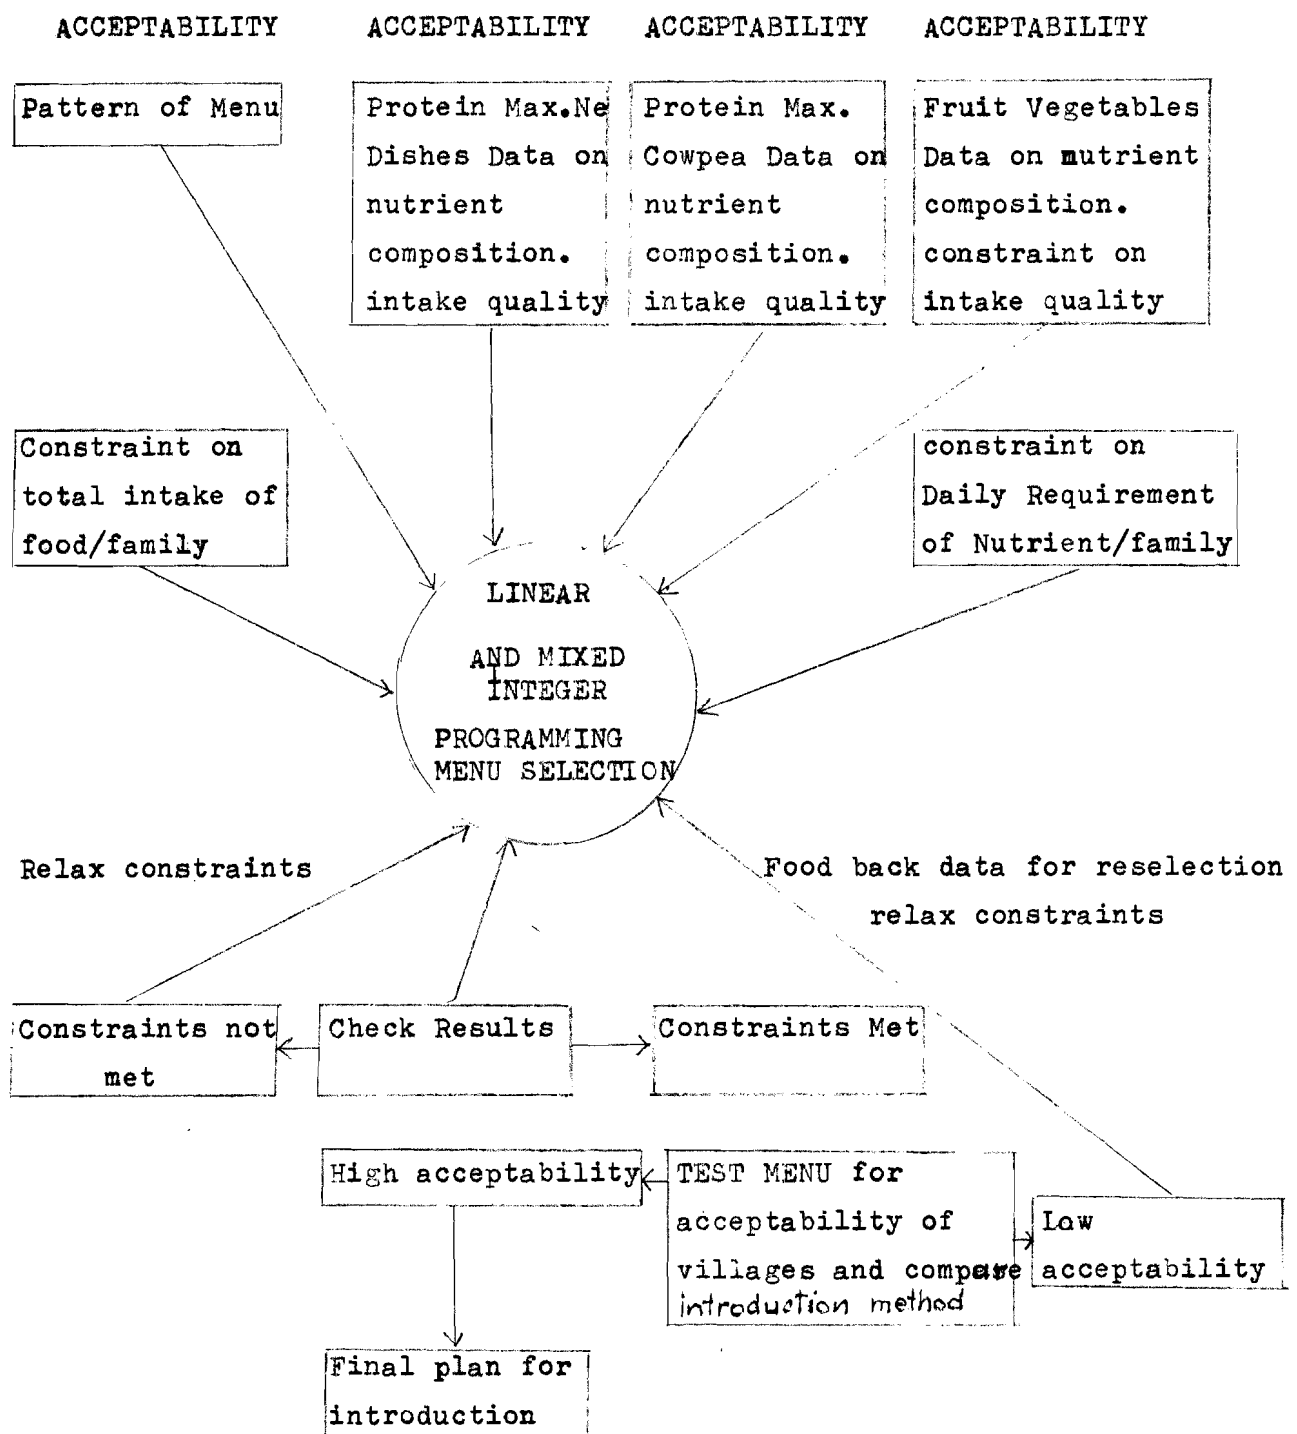 ACCEPTABILITY
ACCEPTABILITY
ACCEPTABILITY
ACCEPTABILITY
Pattern of Menu
Protein Max.Ne
Dishes Data on
nutrient
composition.
intake quality
Protein Max.
Cowpea Data on
nutrient
composition.
intake quality
Fruit Vegetables
Data on mutrient
composition.
constraint on
intake quality
Constraint on
total intake of
food/family
constraint on
Daily Requirement
of Nutrient/family
LINEAR
AND MIXED
INTEGER
PROGRAMMING
MENU SELECTION
Relax constraints
Food back data for reselection
relax constraints
Constraints not
met
Check Results
Constraints Met
High acceptability
TEST MENU for
acceptability of
villages and compare
introduction method
Low
acceptability
Final plan for
introduction